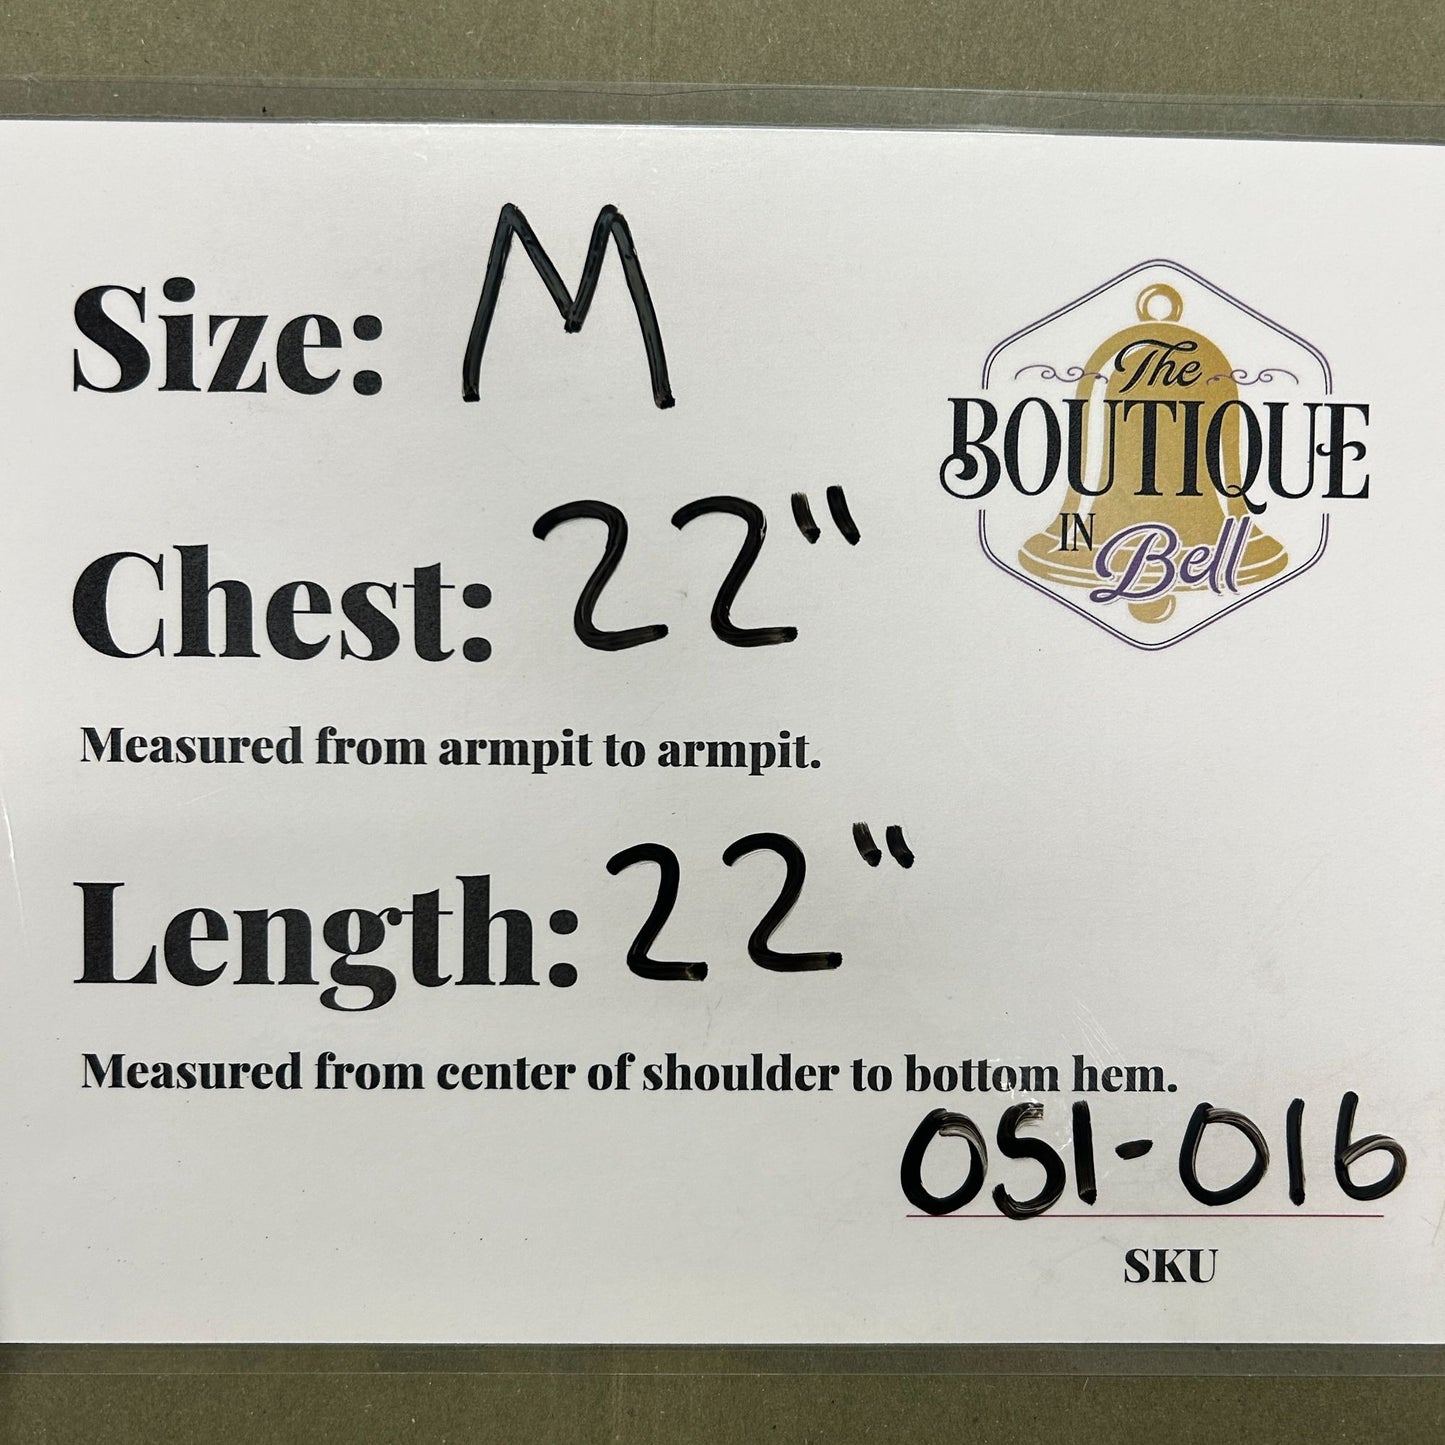 Size: M
Chest: 22"
Measured from armpit to armpit.
Length: 22"
Measured from center of shoulder to bottom hem.
051-016
SKU
The
BOUTIQUE
IN Bell